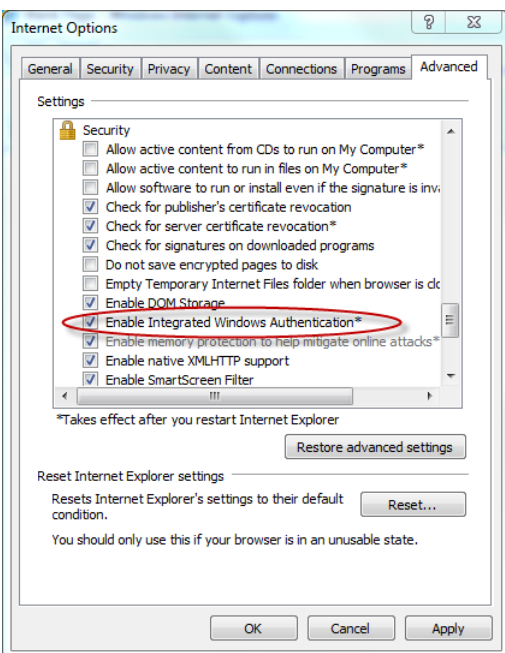 Internet Options
General Security Privacy Content Connections Programs Advanced
Settings
Security
Allow active content from CDs to run on My Computer*
Allow active content to run in files on My Computer*
Allow software to run or install even if the signature is inva
Check for publisher's certificate revocation
Check for server certificate revocation*
Check for signatures on downloaded programs
Do not save encrypted pages to disk
Empty Temporary Internet Files folder when browser is clo
Enable DOM Storage
Enable Integrated Windows Authentication*
Enable memory protection to help mitigate online attacks*
Enable native XMLHTTP support
Enable SmartScreen Filter
*Takes effect after you restart Internet Explorer
Restore advanced settings
Reset Internet Explorer settings
Resets Internet Explorer's settings to their default
condition.
Reset...
You should only use this if your browser is in an unusable state.
OK Cancel Apply